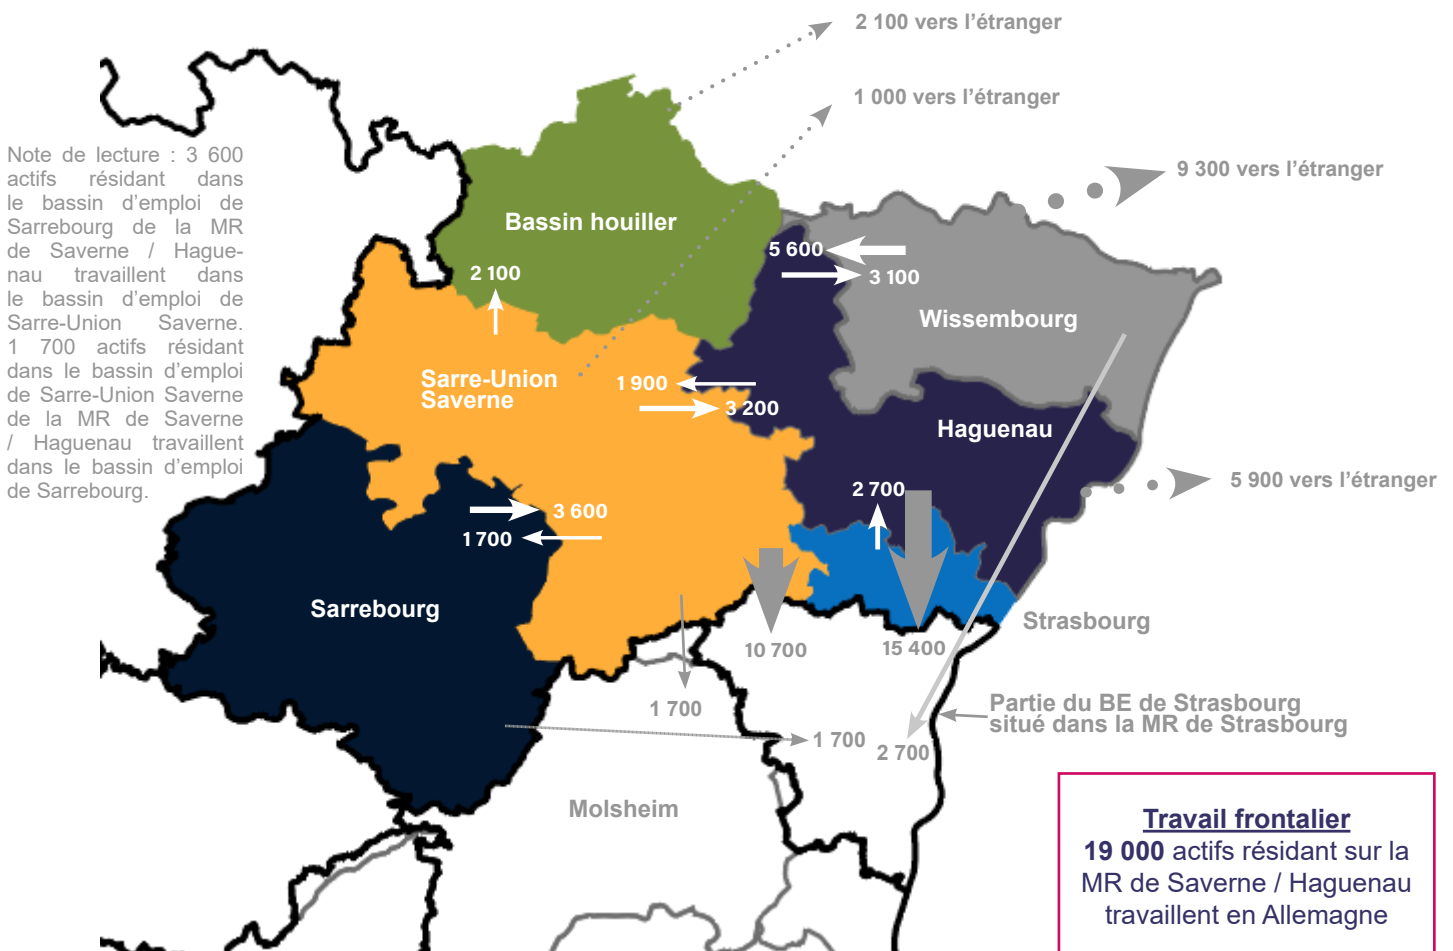 2 100 vers l'étranger
1 000 vers l'étranger
9 300 vers l'étranger
Note de lecture : 3 600
actifs résidant dans
le bassin d'emploi de
Sarrebourg de la MR
de Saverne / Hague-
nau travaillent dans
le bassin d'emploi de
Sarre-Union Saverne.
1 700 actifs résidant
dans le bassin d'emploi
de Sarre-Union Saverne
de la MR de Saverne
/ Haguenau travaillent
dans le bassin d'emploi
de Sarrebourg.
Bassin houiller
5 600
2 100
3 100
Wissembourg
Sarre-Union
Saverne
1 900
3 200
Haguenau
5 900 vers l'étranger
2 700
3 600
1 700
Sarrebourg
Strasbourg
10 700
15 400
1 700
Partie du BE de Strasbourg
situé dans la MR de Strasbourg
1 700
2 700
Molsheim
Travail frontalier
19 000 actifs résidant sur la
MR de Saverne / Haguenau
travaillent en Allemagne